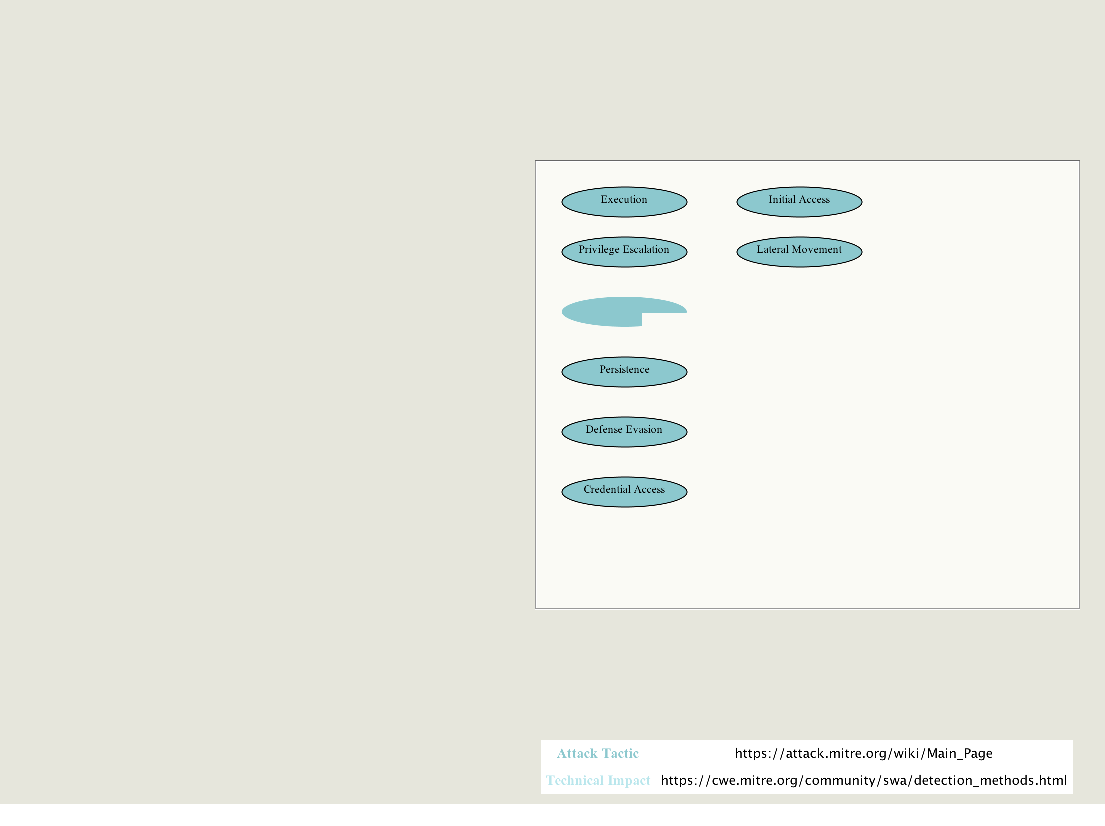 Execution
Initial Access
Privilege Escalation
Lateral Movement
Persistence
Defense Evasion
Credential Access
Attack Tactic https://attack.mitre.org/wiki/Main_Page
Technical Impact https://cwe.mitre.org/community/swa/detection_methods.html